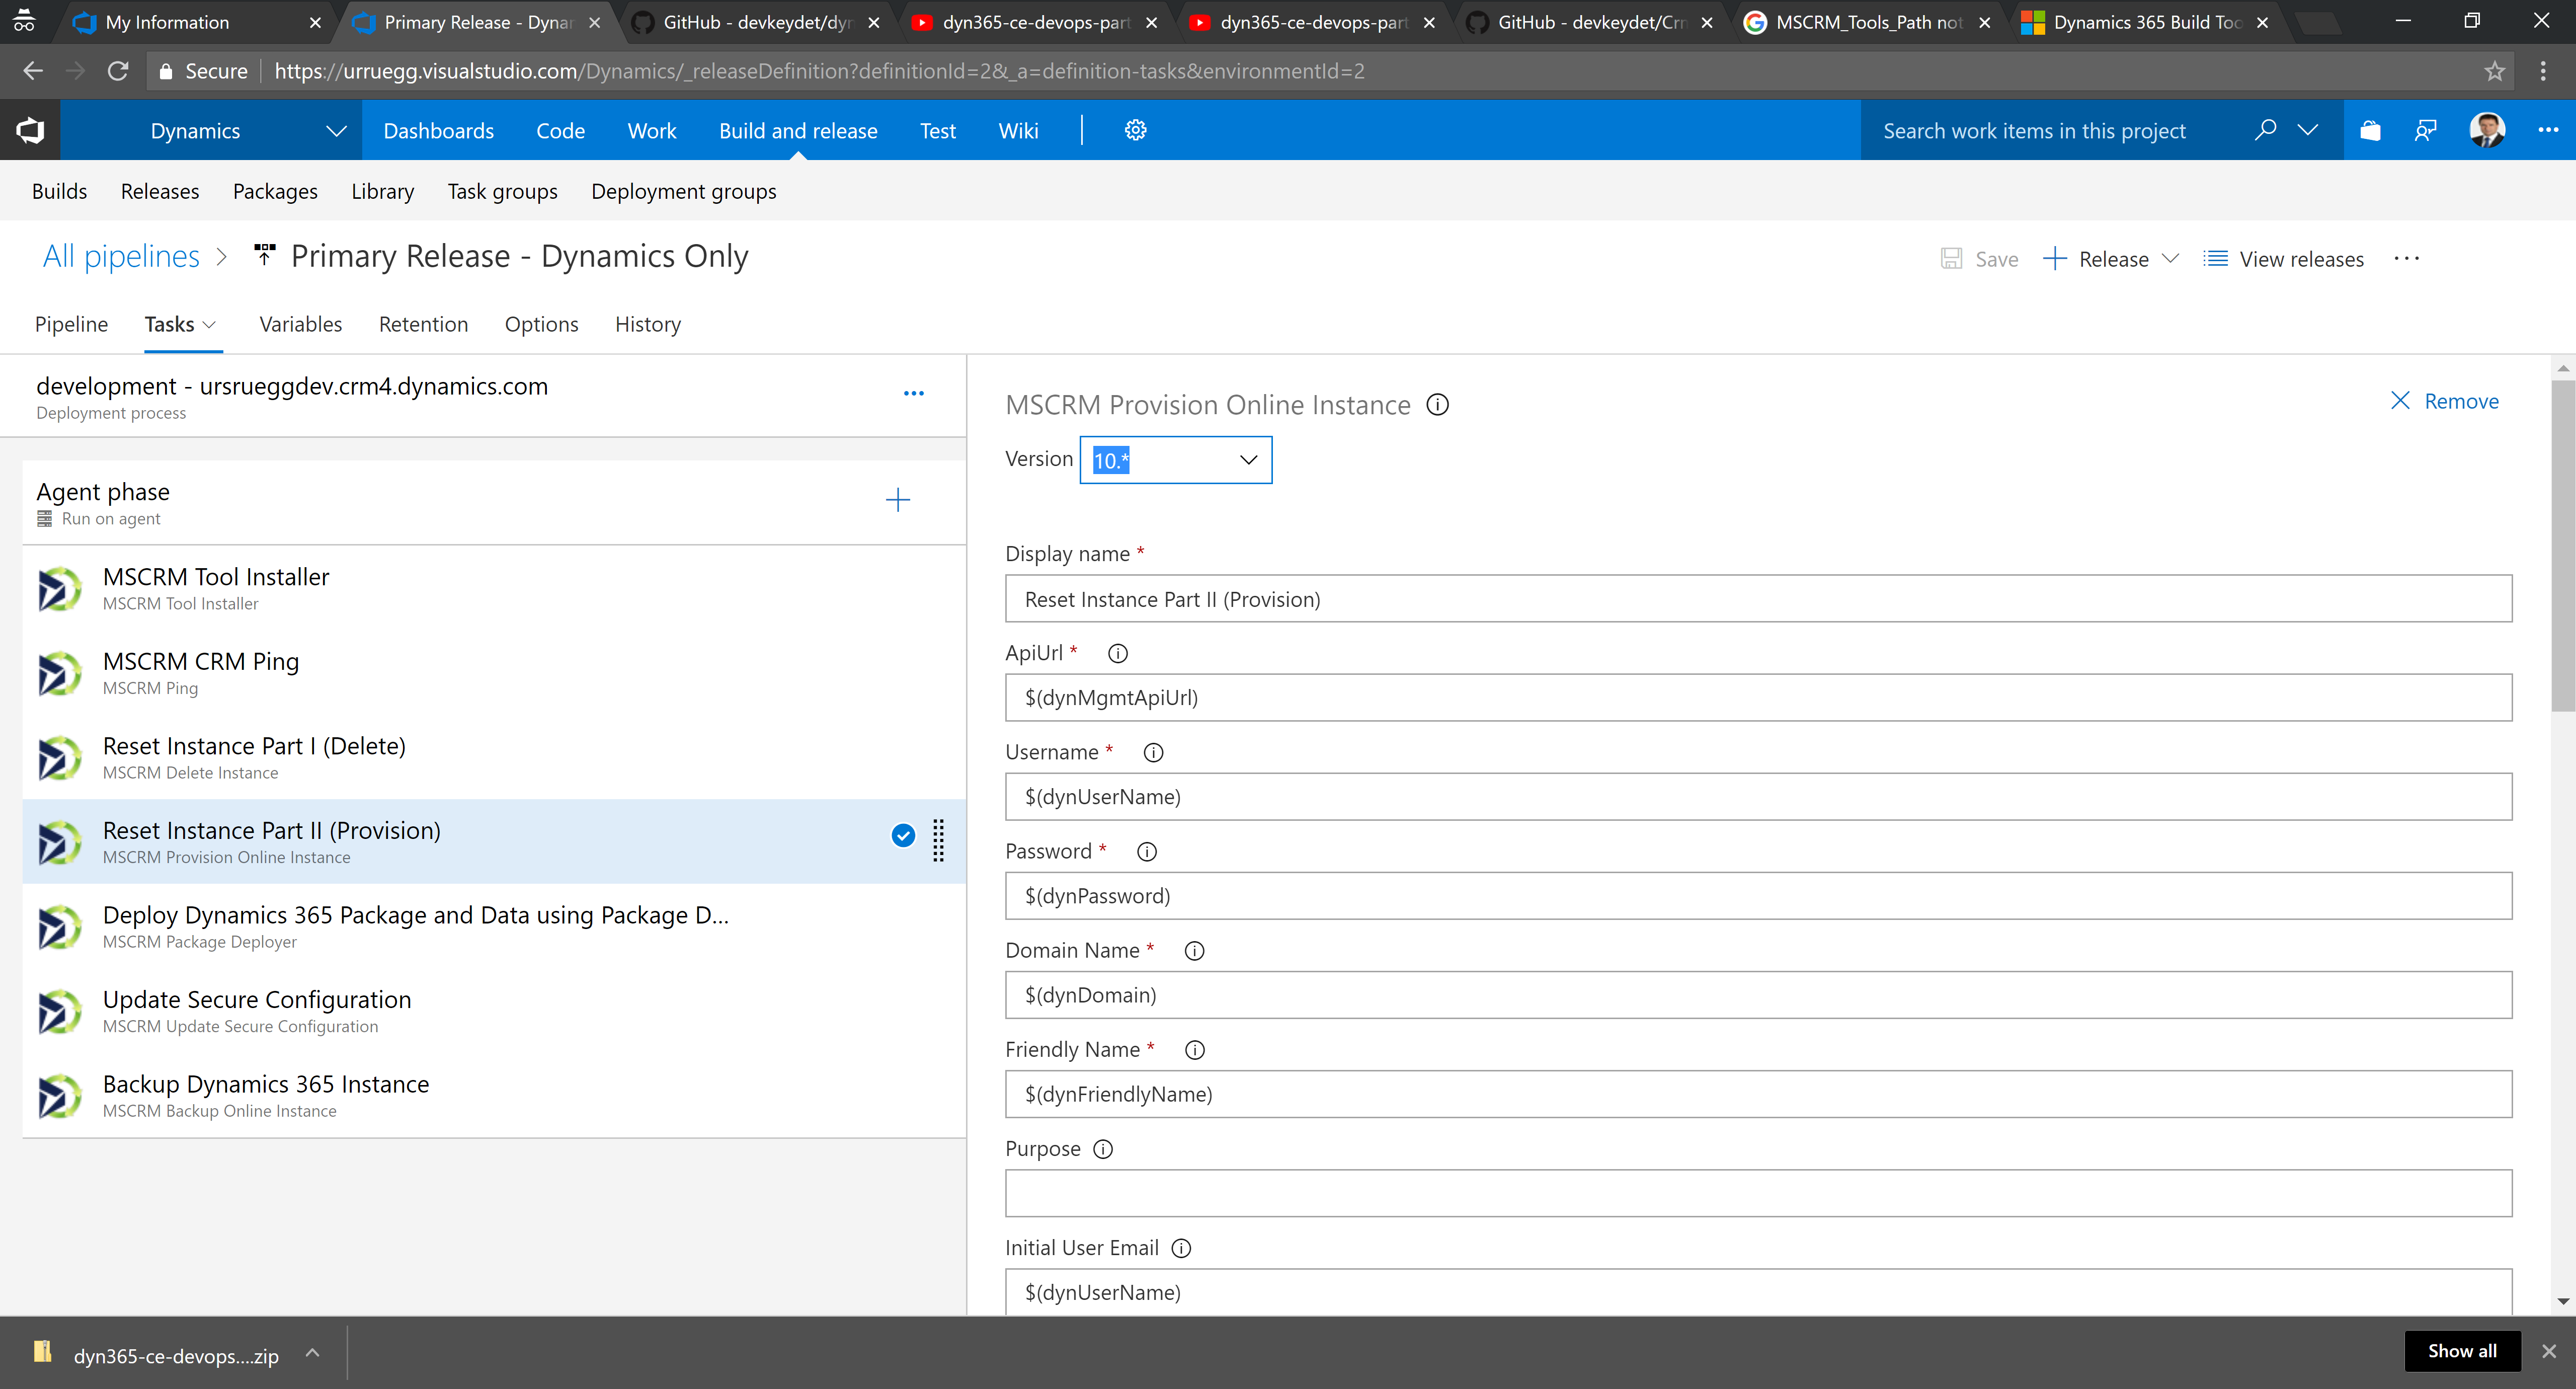 My Information
Primary Release - Dynar
GitHub - devkeydet/dyn
dyn365-ce-devops-part
dyn365-ce-devops-part
GitHub - devkeydet/Crn
MSCRM_Tools_Path not
Dynamics 365 Build Too
Secure
https://urruegg.visualstudio.com/Dynamics/_releaseDefinition?definitionId=2&_a=definition-tasks&environmentId=2
Dynamics
Dashboards
Code
Work
Build and release
Test
Wiki
Search work items in this project
Builds
Releases
Packages
Library
Task groups
Deployment groups
All pipelines
Primary Release - Dynamics Only
Save
Release
View releases
Pipeline
Tasks
Variables
Retention
Options
History
development - ursrueggdev.crm4.dynamics.com
Deployment process
Agent phase
Run on agent
MSCRM Tool Installer
MSCRM Tool Installer
MSCRM CRM Ping
MSCRM Ping
Reset Instance Part I (Delete)
MSCRM Delete Instance
Reset Instance Part II (Provision)
MSCRM Provision Online Instance
Deploy Dynamics 365 Package and Data using Package D...
MSCRM Package Deployer
Update Secure Configuration
MSCRM Update Secure Configuration
Backup Dynamics 365 Instance
MSCRM Backup Online Instance
MSCRM Provision Online Instance
Remove
Version
10.*
Display name *
Reset Instance Part II (Provision)
ApiUrl *
$(dynMgmtApiUrl)
Username *
$(dynUserName)
Password *
$(dynPassword)
Domain Name *
$(dynDomain)
Friendly Name *
$(dynFriendlyName)
Purpose
Initial User Email
$(dynUserName)
dyn365-ce-devops....zip
Show all